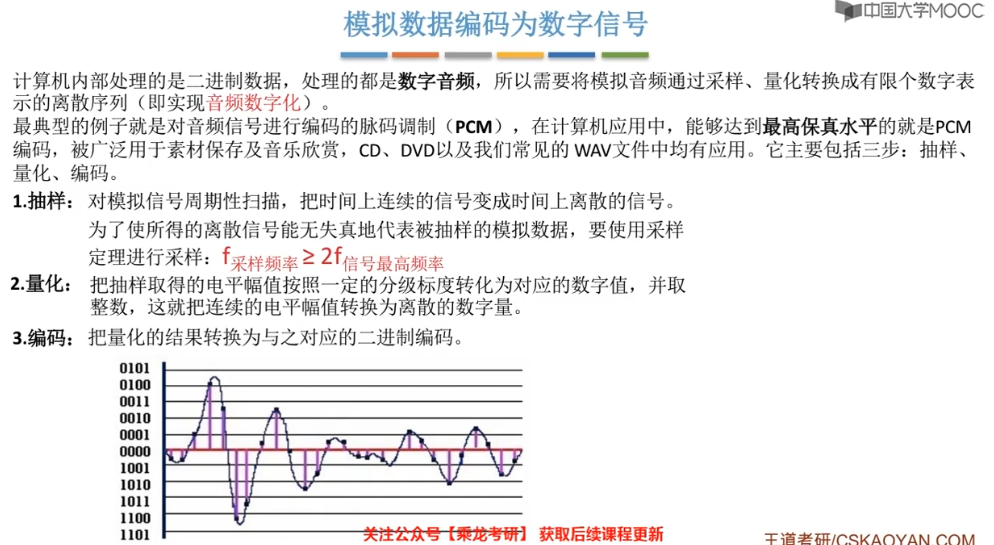 中国大学MOOC
模拟数据编码为数字信号
计算机内部处理的是二进制数据，处理的都是数字音频，所以需要将模拟音频通过采样、量化转换成有限个数字表
示的离散序列（即实现音频数字化）。
最典型的例子就是对音频信号进行编码的脉码调制（PCM），在计算机应用中，能够达到最高保真水平的就是PCM
编码，被广泛用于素材保存及音乐欣赏，CD、DVD以及我们常见的 WAV文件中均有应用。它主要包括三步：抽样、
量化、编码。
1.抽样：对模拟信号周期性扫描，把时间上连续的信号变成时间上离散的信号。
为了使所得的离散信号能无失真地代表被抽样的模拟数据，要使用采样
定理进行采样：f采样频率 ≥ 2f信号最高频率
2.量化：把抽样取得的电平幅值按照一定的分级标度转化为对应的数字值，并取
整数，这就把连续的电平幅值转换为离散的数字量。
3.编码：把量化的结果转换为与之对应的二进制编码。
0101
0100
0011
0010
0001
0000
1001
1010
1011
1100
1101
关注公众号【乘龙考研】 获取后续课程更新
王道考研/CSKAOYAN.COM